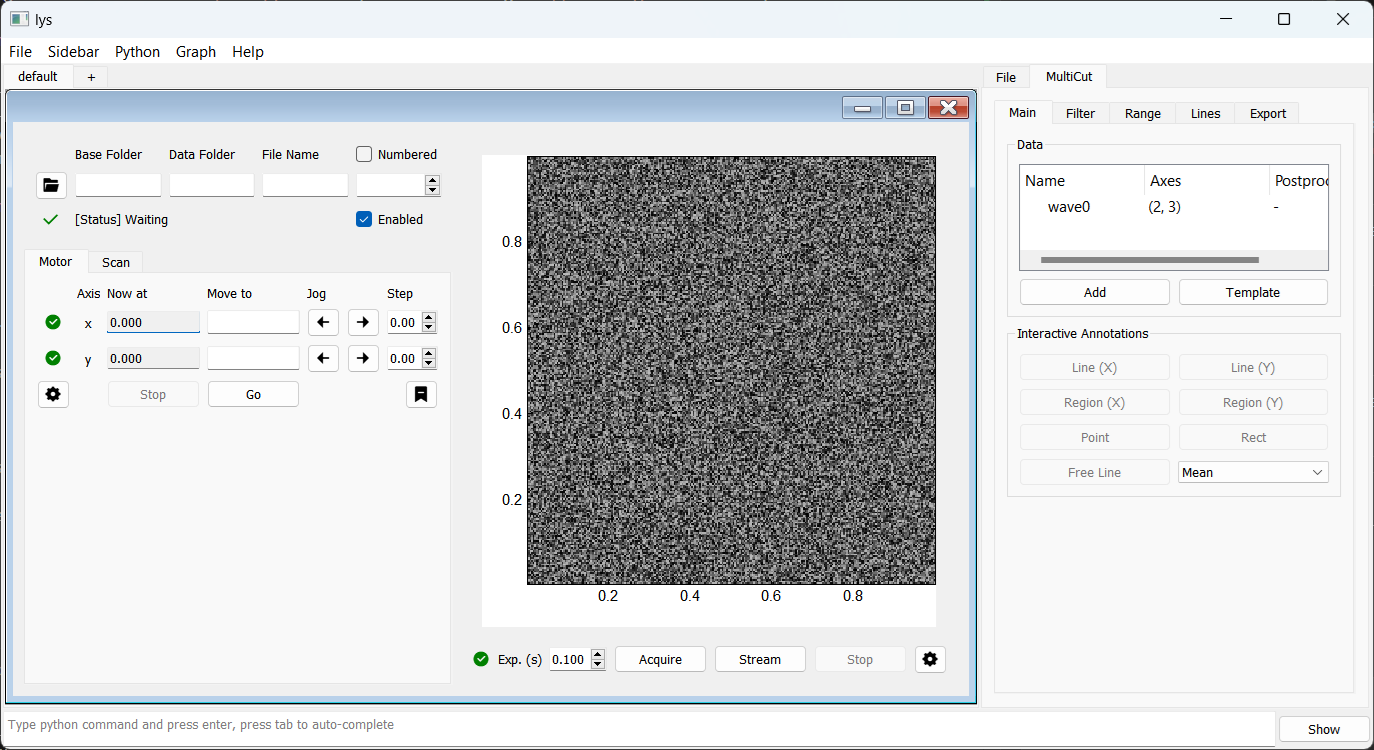 lys
File Sidebar Python Graph Help
default +
File MultiCut
Main Filter Range Lines Export
Base Folder Data Folder File Name Numbered
[Status] Waiting Enabled
Motor Scan
Axis Now at Move to Jog Step
x 0.000 0.00
y 0.000 0.00
Stop Go
0.8
0.6
0.4
0.2
0.2 0.4 0.6 0.8
Exp. (s) 0.100 Acquire Stream Stop
Data
Name Axes Postproc
wave0 (2, 3) -
Add Template
Interactive Annotations
Line (X) Line (Y)
Region (X) Region (Y)
Point Rect
Free Line Mean
Type python command and press enter, press tab to auto-complete
Show